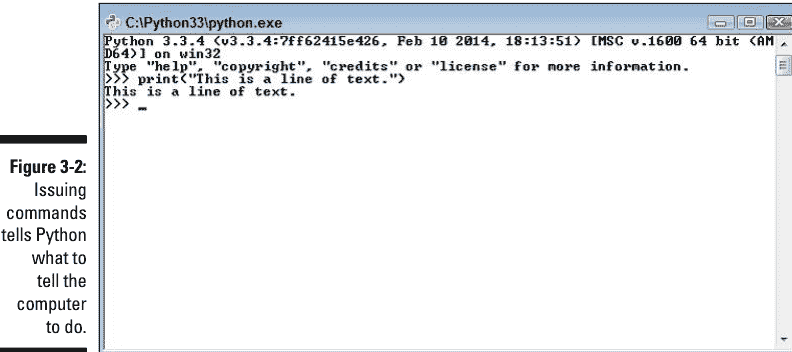 C:\Python33\python.exe
Python 3.3.4 (v3.3.4:7ff62415e426, Feb 10 2014, 18:13:51) [MSC v.1600 64 bit (AM
D64)] on win32
Type "help", "copyright", "credits" or "license" for more information.
>>> print("This is a line of text.")
This is a line of text.
>>> _
Figure 3-2:
Issuing
commands
tells Python
what to
tell the
computer
to do.